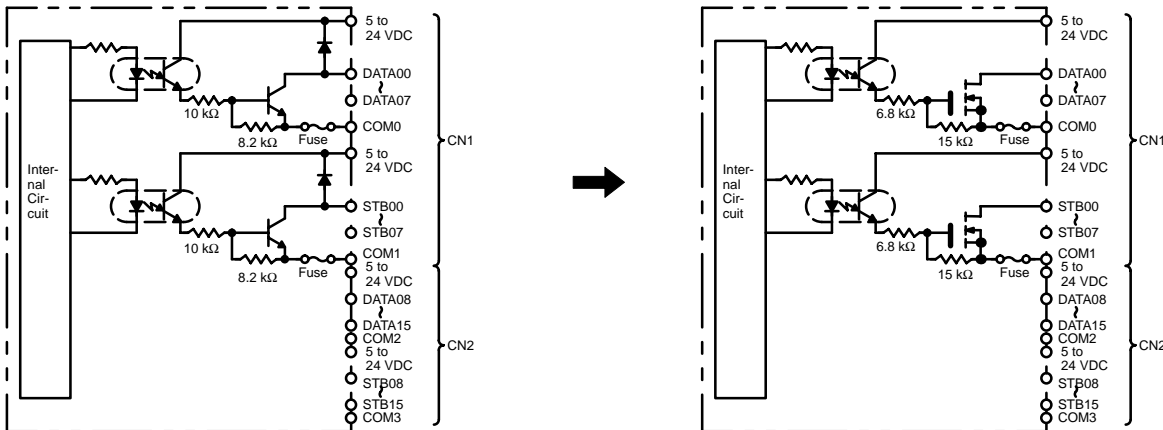 5 to
24 VDC
DATA00
~
DATA07
10 kΩ
8.2 kΩ
Fuse
COM0
CN1
5 to
24 VDC
Inter-
nal
Cir-
cuit
STB00
~
STB07
10 kΩ
8.2 kΩ
Fuse
COM1
5 to
24 VDC
DATA08
~
DATA15
COM2
CN2
5 to
24 VDC
STB08
~
STB15
COM3
5 to
24 VDC
DATA00
~
DATA07
6.8 kΩ
15 kΩ
Fuse
COM0
CN1
5 to
24 VDC
Inter-
nal
Cir-
cuit
STB00
~
STB07
6.8 kΩ
15 kΩ
Fuse
COM1
5 to
24 VDC
DATA08
~
DATA15
COM2
CN2
5 to
24 VDC
STB08
~
STB15
COM3